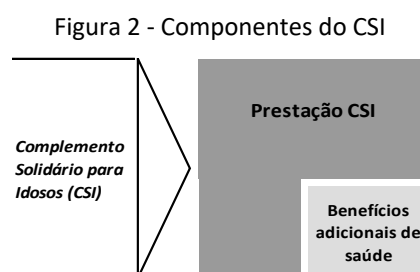 Figura 2 - Componentes do CSI
Complemento
Solidário para
Idosos (CSI)
Prestação CSI
Benefícios
adicionais de
saúde